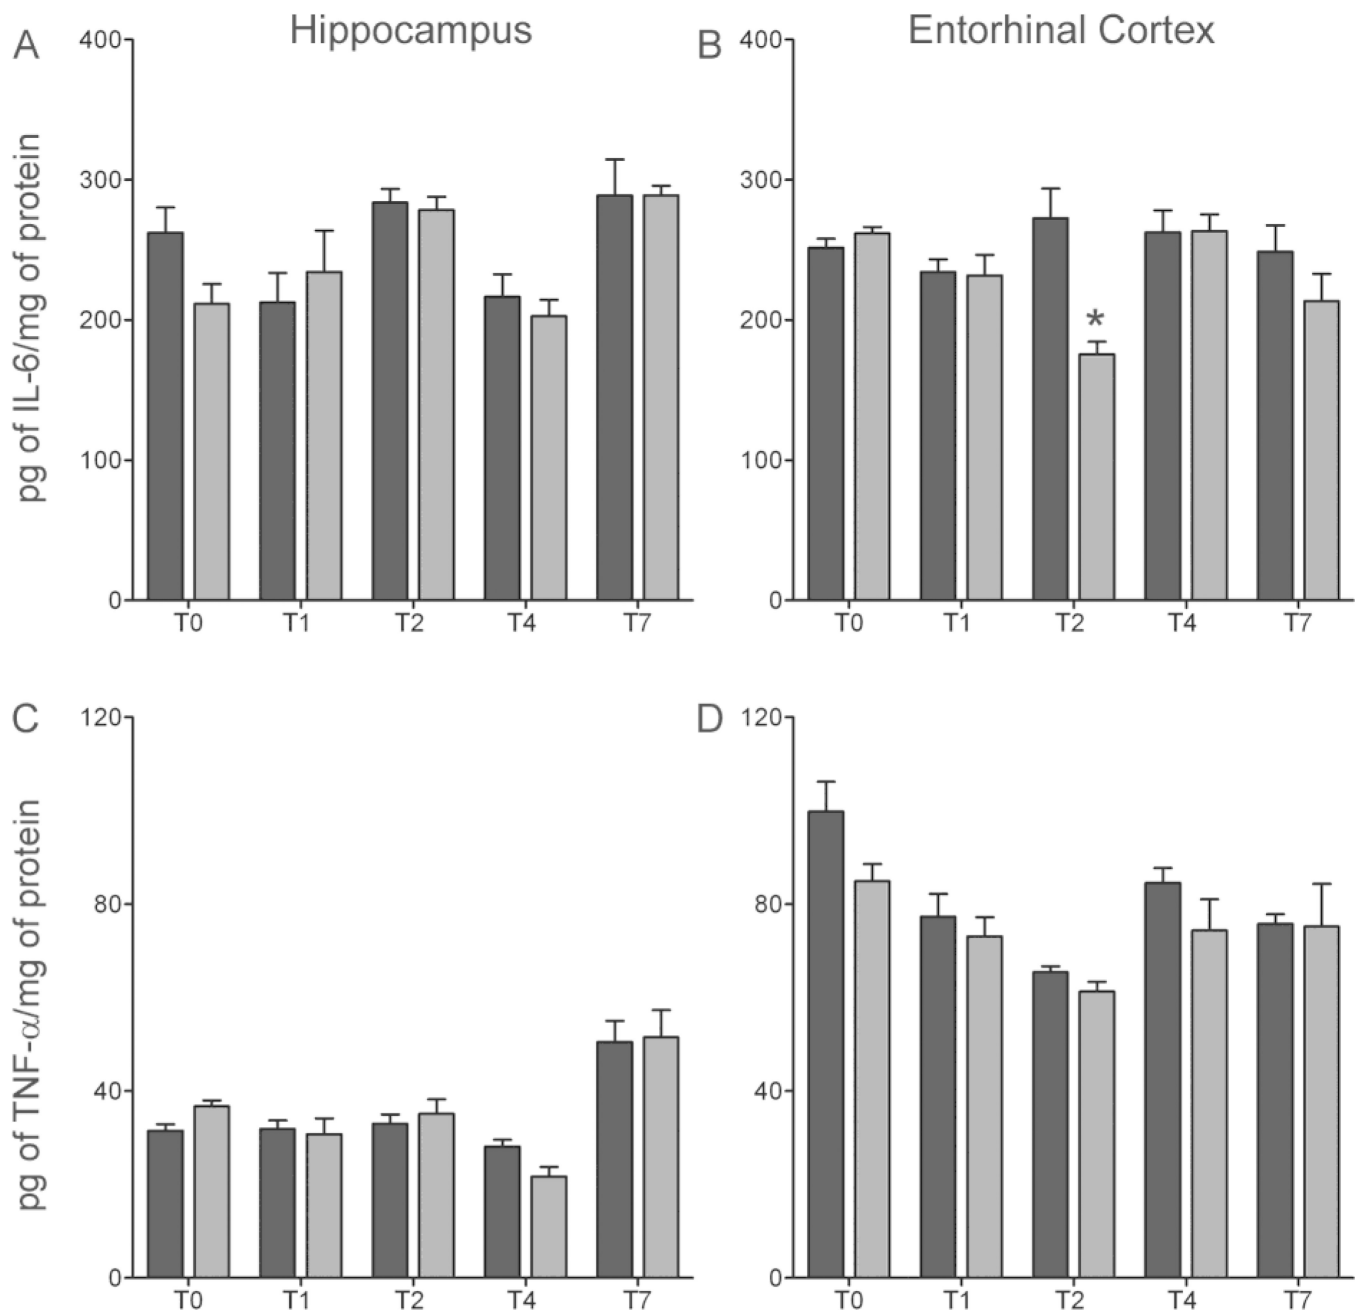 A
Hippocampus
pg of IL-6/mg of protein
400
300
200
100
0
T0 T1 T2 T4 T7
B
Entorhinal Cortex
400
300
200
100
0
*
T0 T1 T2 T4 T7
C
pg of TNF-α/mg of protein
120
80
40
0
T0 T1 T2 T4 T7
D
120
80
40
0
T0 T1 T2 T4 T7